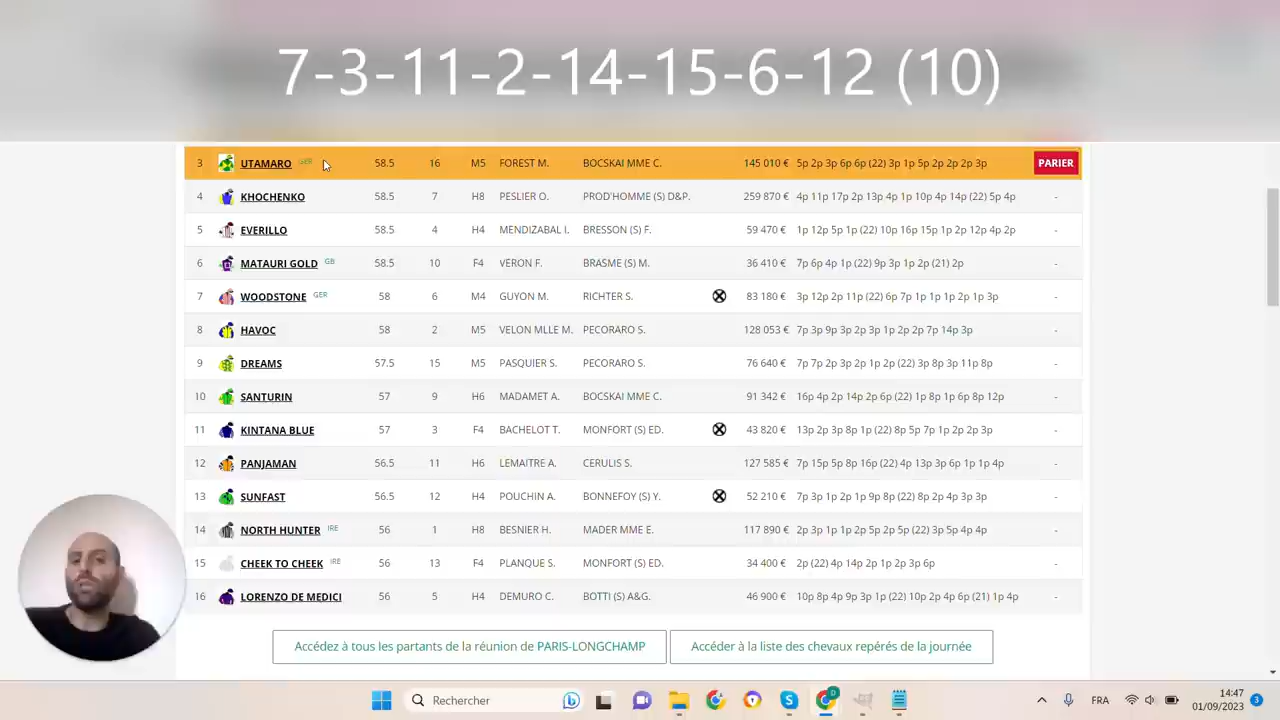 7-3-11-2-14-15-6-12 (10)
3 UTAMARO GER 58.5 16 M5 FOREST M. BOCSKAI MME C. 145 010 € 5p 2p 3p 6p 6p (22) 3p 1p 5p 2p 2p 2p 3p PARIER
4 KHOCHENKO 58.5 7 H8 PESLIER O. PROD'HOMME (S) D&P. 259 870 € 4p 11p 17p 2p 13p 4p 1p 10p 4p 14p (22) 5p 4p -
5 EVERILLO 58.5 4 H4 MENDIZABAL I. BRESSON (S) F. 59 470 € 1p 12p 5p 1p (22) 10p 16p 15p 1p 2p 12p 4p 2p -
6 MATAURI GOLD GB 58.5 10 F4 VERON F. BRASME (S) M. 36 410 € 7p 6p 4p 1p (22) 9p 3p 1p 2p (21) 2p -
7 WOODSTONE GER 58 6 M4 GUYON M. RICHTER S. 83 180 € 3p 12p 2p 11p (22) 6p 7p 1p 1p 1p 2p 1p 3p -
8 HAVOC 58 2 M5 VELON MLLE M. PECORARO S. 128 053 € 7p 3p 9p 3p 2p 3p 1p 2p 2p 7p 14p 3p -
9 DREAMS 57.5 15 M5 PASQUIER S. PECORARO S. 76 640 € 7p 7p 2p 3p 2p 1p 2p (22) 3p 8p 3p 11p 8p -
10 SANTURIN 57 9 H6 MADAMET A. BOCSKAI MME C. 91 342 € 16p 4p 2p 14p 2p 6p (22) 1p 8p 1p 6p 8p 12p -
11 KINTANA BLUE 57 3 F4 BACHELOT T. MONFORT (S) ED. 43 820 € 13p 2p 3p 8p 1p (22) 8p 5p 7p 1p 2p 2p 3p -
12 PANJAMAN 56.5 11 H6 LEMAITRE A. CERULIS S. 127 585 € 7p 15p 5p 8p 16p (22) 4p 13p 3p 6p 1p 1p 4p -
13 SUNFAST 56.5 12 H4 POUCHIN A. BONNEFOY (S) Y. 52 210 € 7p 3p 1p 2p 1p 9p 8p (22) 8p 2p 4p 3p 3p -
14 NORTH HUNTER IRE 56 1 H8 BESNIER H. MADER MME E. 117 890 € 2p 3p 1p 1p 2p 5p 2p 5p (22) 3p 5p 4p 4p -
15 CHEEK TO CHEEK IRE 56 13 F4 PLANQUE S. MONFORT (S) ED. 34 400 € 2p (22) 4p 14p 2p 1p 2p 3p 6p -
16 LORENZO DE MEDICI 56 5 H4 DEMURO C. BOTTI (S) A&G. 46 900 € 10p 8p 4p 9p 3p 1p (22) 10p 2p 4p 6p (21) 1p 4p -
Accédez à tous les partants de la réunion de PARIS-LONGCHAMP Accéder à la liste des chevaux repérés de la journée
Rechercher FRA 14:47
01/09/2023 3